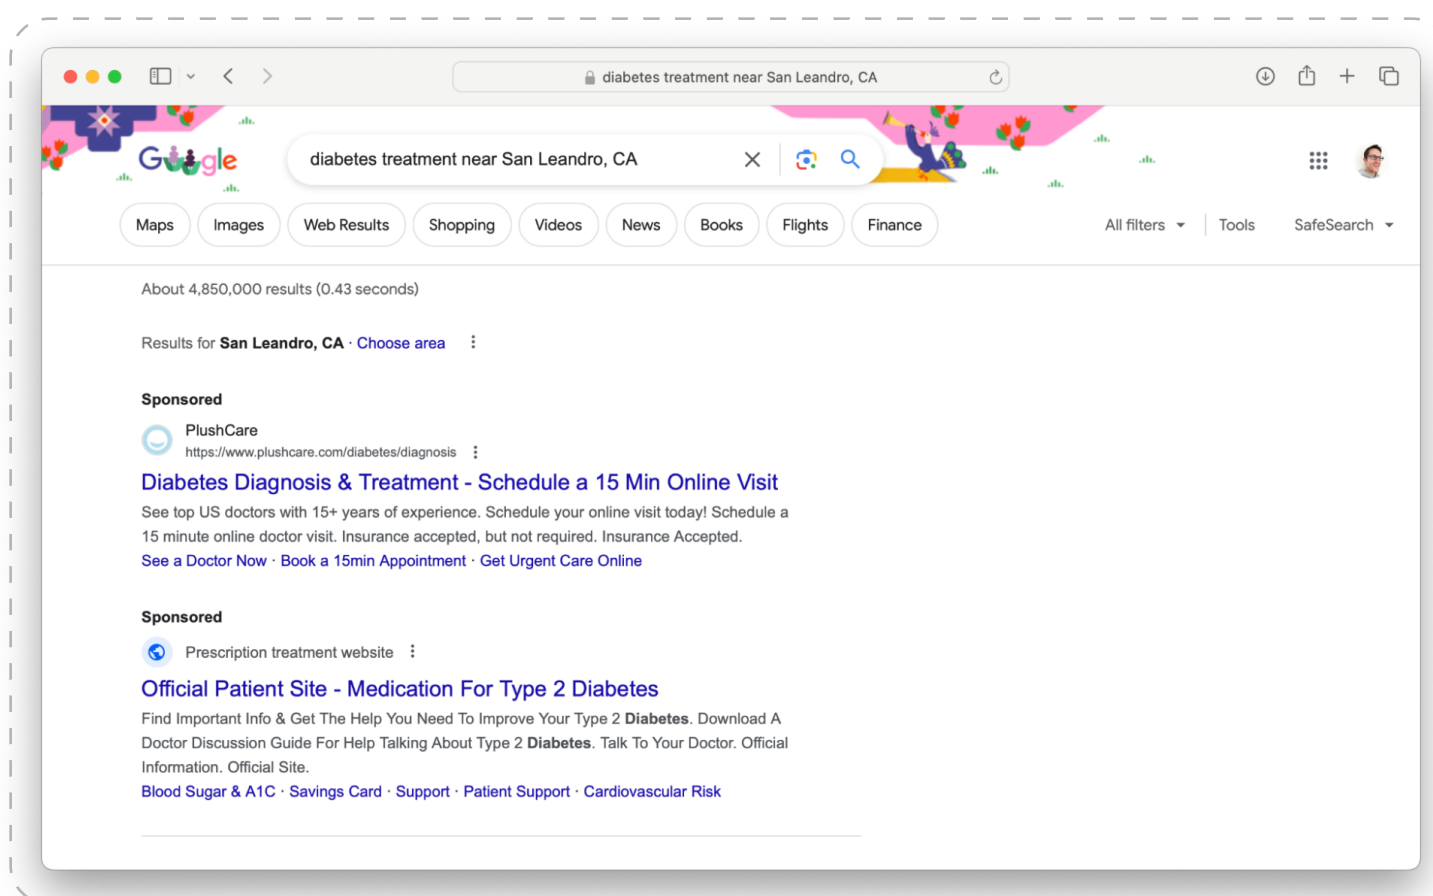 diabetes treatment near San Leandro, CA
Google
diabetes treatment near San Leandro, CA
Maps
Images
Web Results
Shopping
Videos
News
Books
Flights
Finance
All filters
Tools
SafeSearch
About 4,850,000 results (0.43 seconds)
Results for San Leandro, CA · Choose area
Sponsored
PlushCare
https://www.plushcare.com/diabetes/diagnosis
Diabetes Diagnosis & Treatment - Schedule a 15 Min Online Visit
See top US doctors with 15+ years of experience. Schedule your online visit today! Schedule a
15 minute online doctor visit. Insurance accepted, but not required. Insurance Accepted.
See a Doctor Now · Book a 15min Appointment · Get Urgent Care Online
Sponsored
Prescription treatment website
Official Patient Site - Medication For Type 2 Diabetes
Find Important Info & Get The Help You Need To Improve Your Type 2 Diabetes. Download A
Doctor Discussion Guide For Help Talking About Type 2 Diabetes. Talk To Your Doctor. Official
Information. Official Site.
Blood Sugar & A1C · Savings Card · Support · Patient Support · Cardiovascular Risk